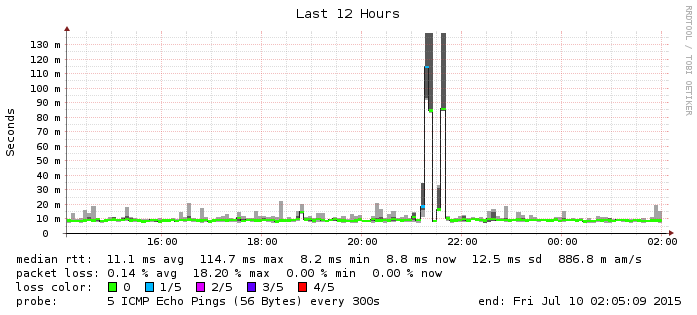 Last 12 Hours
RRDTOOL / TOBI OETIKER
Seconds
130 m
120 m
110 m
100 m
90 m
80 m
70 m
60 m
50 m
40 m
30 m
20 m
10 m
0
16:00 18:00 20:00 22:00 00:00 02:00
median rtt: 11.1 ms avg 114.7 ms max 8.2 ms min 8.8 ms now 12.5 ms sd 886.8 m am/s
packet loss: 0.14 % avg 18.20 % max 0.00 % min 0.00 % now
loss color: 0 1/5 2/5 3/5 4/5
probe: 5 ICMP Echo Pings (56 Bytes) every 300s end: Fri Jul 10 02:05:09 2015